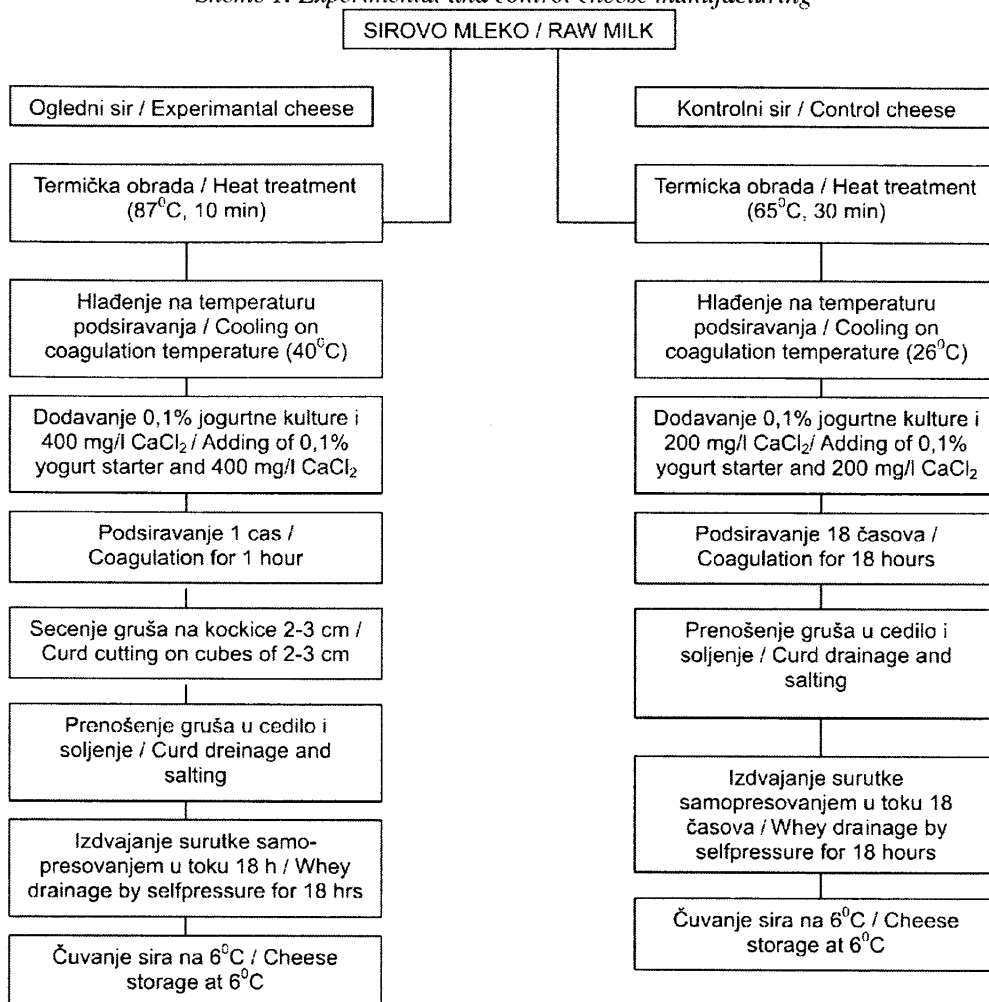 Sheme 1. Experimental and control cheese manufacturing
SIROVO MLEKO / RAW MILK
Ogledni sir / Experimantal cheese
Termička obrada / Heat treatment
(87⁰C, 10 min)
Hlađenje na temperaturu
podsiravanja / Cooling on
coagulation temperature (40⁰C)
Dodavanje 0,1% jogurtne kulture i
400 mg/l CaCl₂ / Adding of 0,1%
yogurt starter and 400 mg/l CaCl₂
Podsiravanje 1 cas /
Coagulation for 1 hour
Secenje gruša na kockice 2-3 cm /
Curd cutting on cubes of 2-3 cm
Prenošenje gruša u cedilo i
soljenje / Curd dreinage and
salting
Izdvajanje surutke samo-
presovanjem u toku 18 h / Whey
drainage by selfpressure for 18 hrs
Čuvanje sira na 6⁰C / Cheese
storage at 6⁰C
Kontrolni sir / Control cheese
Termicka obrada / Heat treatment
(65⁰C, 30 min)
Hlađenje na temperaturu
podsiravanja / Cooling on
coagulation temperature (26⁰C)
Dodavanje 0,1% jogurtne kulture i
200 mg/l CaCl₂/ Adding of 0,1%
yogurt starter and 200 mg/l CaCl₂
Podsiravanje 18 časova /
Coagulation for 18 hours
Prenošenje gruša u cedilo i
soljenje / Curd drainage and
salting
Izdvajanje surutke
samopresovanjem u toku 18
časova / Whey drainage by
selfpressure for 18 hours
Čuvanje sira na 6⁰C / Cheese
storage at 6⁰C